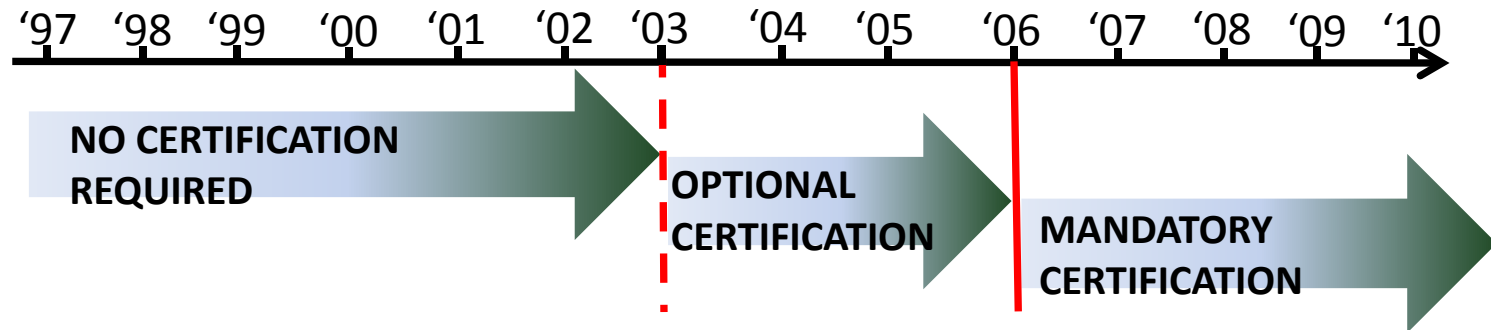 ‘97 ‘98 ‘99 ‘00 ‘01 ‘02 ‘03 ‘04 ‘05 ‘06 ‘07 ‘08 ‘09 ‘10
NO CERTIFICATION
REQUIRED
OPTIONAL
CERTIFICATION
MANDATORY
CERTIFICATION